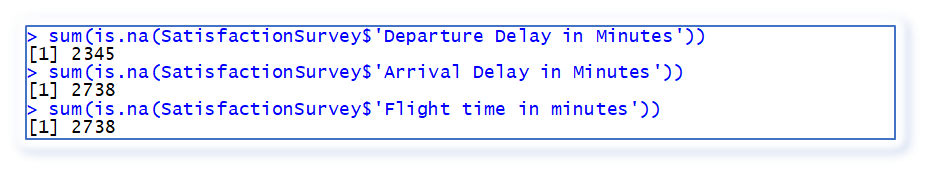 > sum(is.na(SatisfactionSurvey$'Departure Delay in Minutes'))
[1] 2345
> sum(is.na(SatisfactionSurvey$'Arrival Delay in Minutes'))
[1] 2738
> sum(is.na(SatisfactionSurvey$'Flight time in minutes'))
[1] 2738